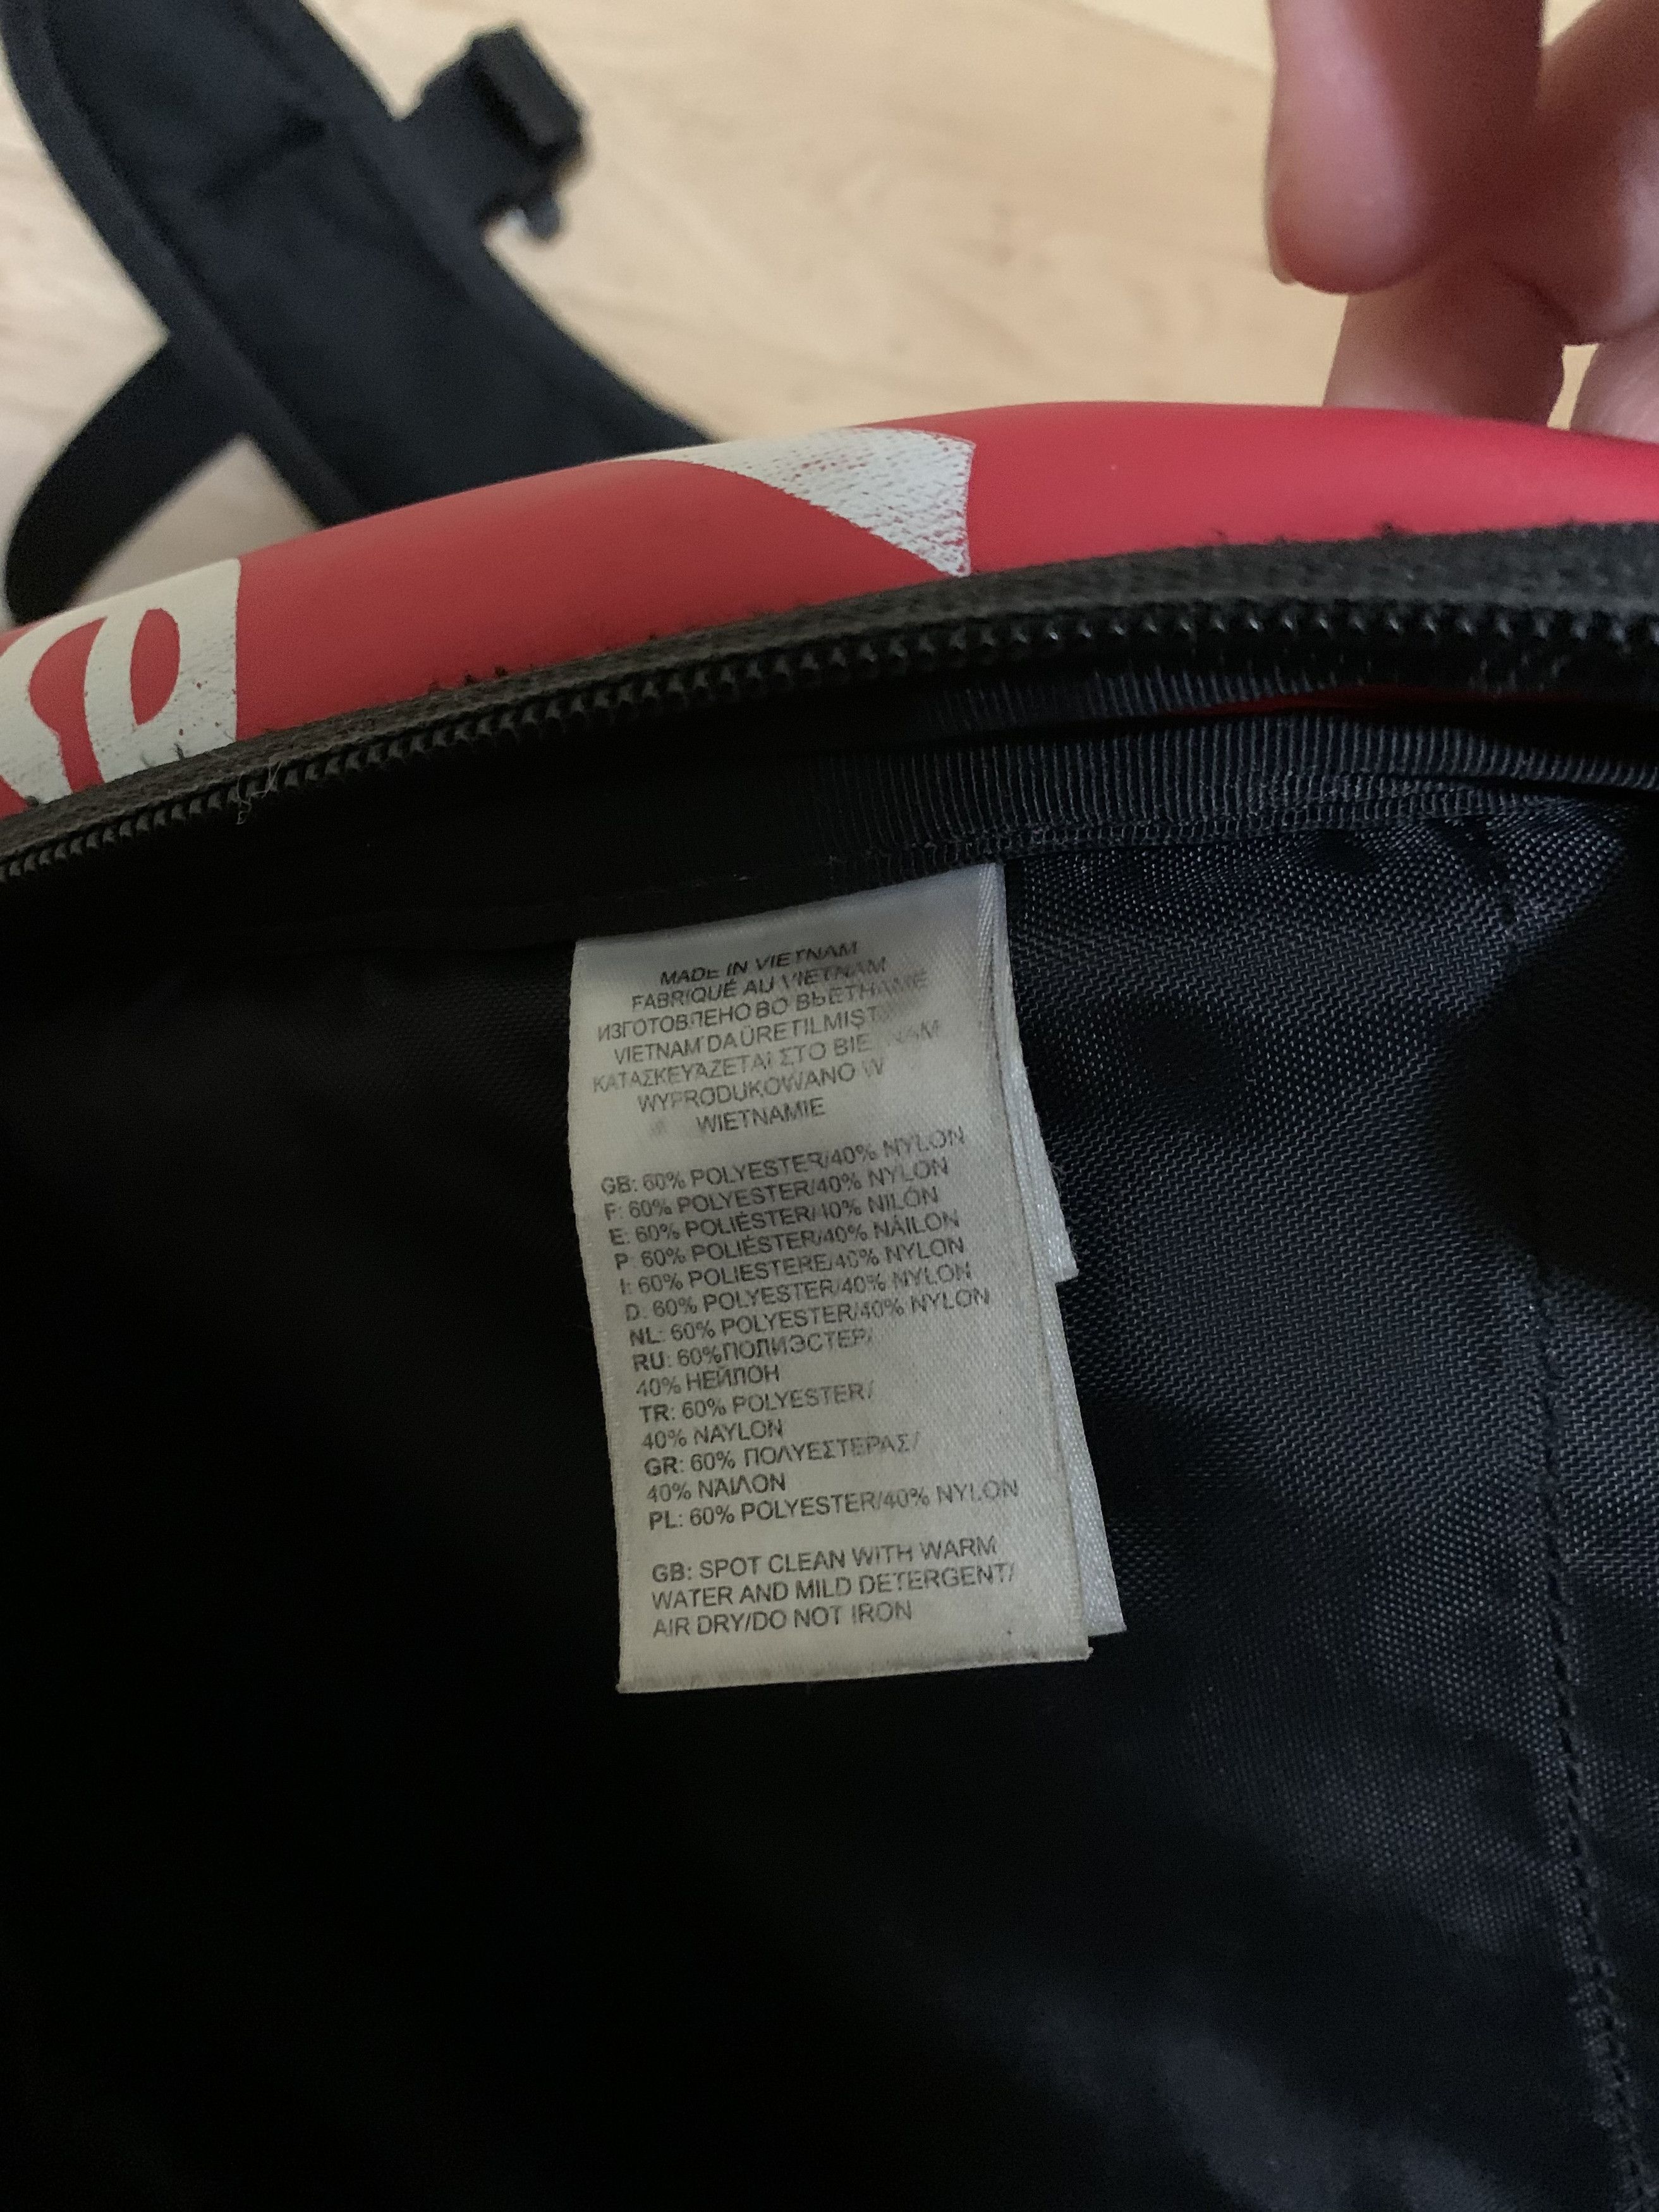 MADE IN VIETNAM
FABRIQUÉ AU VIETNAM
ИЗГОТОВЛЕНО ВО ВЬЕТНАМЕ
VIETNAM'DA ÜRETILMIŞT
ΚΑΤΑΣΚΕΥΆΖΕΤΑΙ ΣΤΟ ΒΙΕΤΝΑΜ
WYPRODUKOWANO W
WIETNAMIE
GB: 60% POLYESTER/40% NYLON
F: 60% POLYESTER/40% NYLON
E: 60% POLIÉSTER/40% NILÓN
P: 60% POLIÉSTER/40% NÁILON
I: 60% POLIESTERE/40% NYLON
D: 60% POLYESTER/40% NYLON
NL: 60% POLYESTER/40% NYLON
RU: 60%ПОЛИЭСТЕР/
40% НЕЙЛОН
TR: 60% POLYESTER/
40% NAYLON
GR: 60% ΠΟΛΥΕΣΤΕΡΑΣ/
40% ΝΑΊΛΟΝ
PL: 60% POLYESTER/40% NYLON
GB: SPOT CLEAN WITH WARM
WATER AND MILD DETERGENT/
AIR DRY/DO NOT IRON